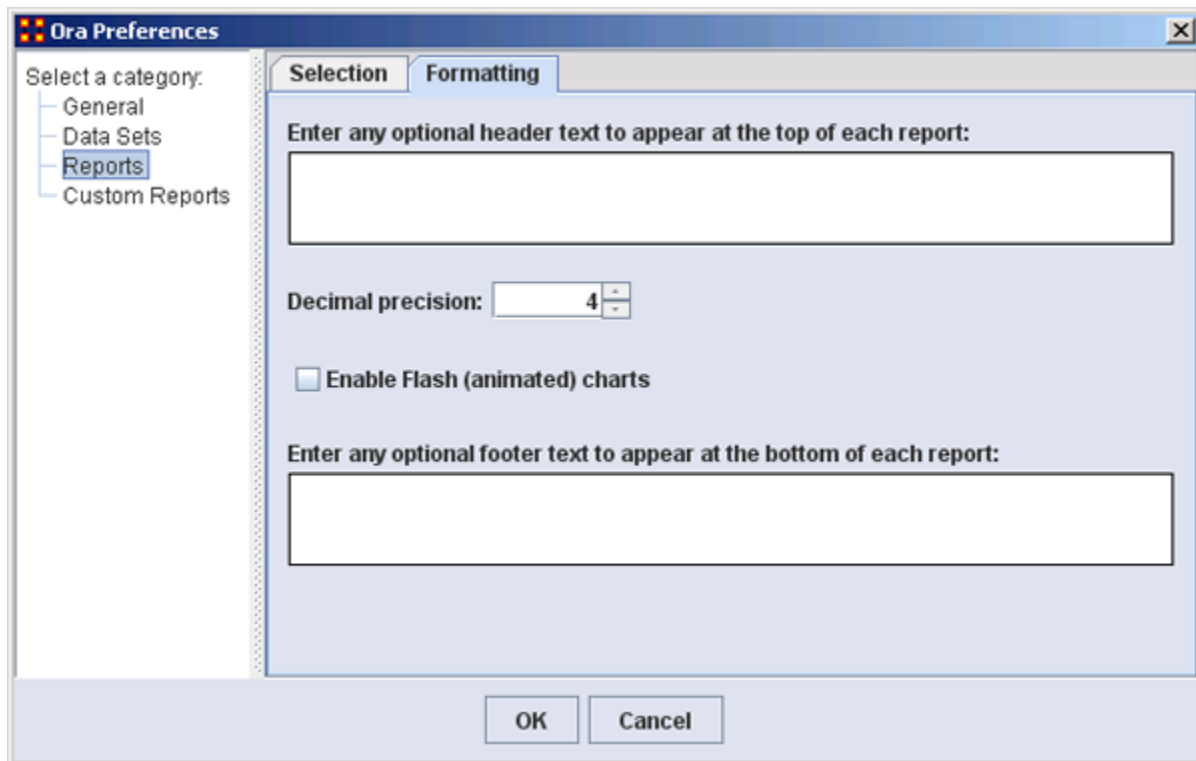 Ora Preferences
Select a category:
General
Data Sets
Reports
Custom Reports
Selection
Formatting
Enter any optional header text to appear at the top of each report:
Decimal precision: 4
Enable Flash (animated) charts
Enter any optional footer text to appear at the bottom of each report:
OK
Cancel